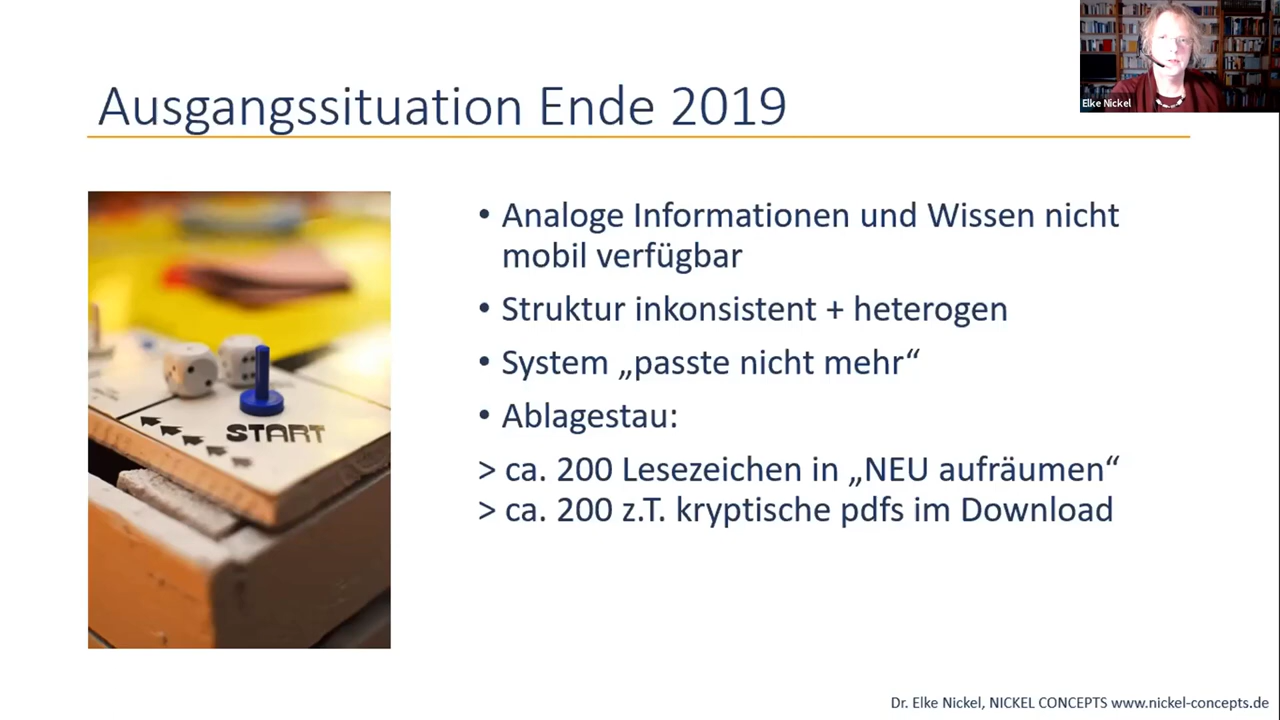 Elke Nickel
Ausgangssituation Ende 2019
START
• Analoge Informationen und Wissen nicht
mobil verfügbar
• Struktur inkonsistent + heterogen
• System „passte nicht mehr“
• Ablagestau:
> ca. 200 Lesezeichen in „NEU aufräumen“
> ca. 200 z.T. kryptische pdfs im Download
Dr. Elke Nickel, NICKEL CONCEPTS www.nickel-concepts.de